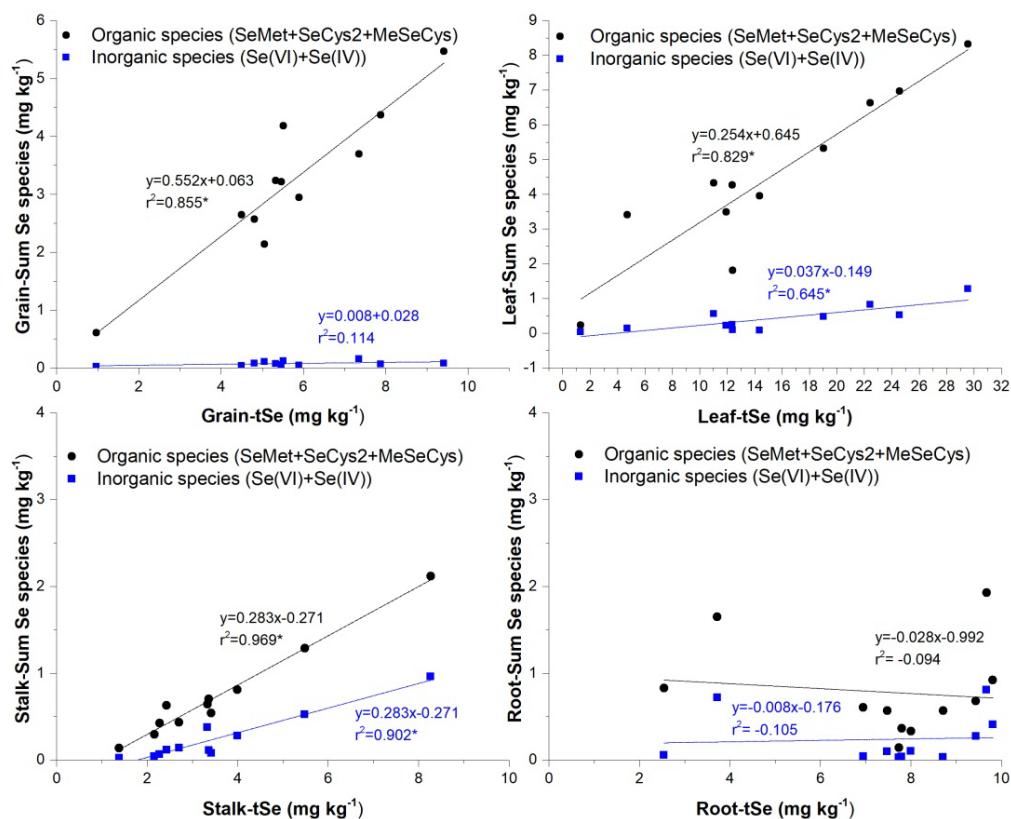 Organic species (SeMet+SeCys2+MeSeCys)
Inorganic species (Se(VI)+Se(IV))
y=0.552x+0.063
r²=0.855*
y=0.008+0.028
r²=0.114
Grain-Sum Se species (mg kg⁻¹)
6
5
4
3
2
1
0
0 2 4 6 8 10
Grain-tSe (mg kg⁻¹)
Organic species (SeMet+SeCys2+MeSeCys)
Inorganic species (Se(VI)+Se(IV))
y=0.254x+0.645
r²=0.829*
y=0.037x-0.149
r²=0.645*
Leaf-Sum Se species (mg kg⁻¹)
9
8
7
6
5
4
3
2
1
0
-1
0 2 4 6 8 10 12 14 16 18 20 22 24 26 28 30 32
Leaf-tSe (mg kg⁻¹)
Organic species (SeMet+SeCys2+MeSeCys)
Inorganic species (Se(VI)+Se(IV))
y=0.283x-0.271
r²=0.969*
y=0.283x-0.271
r²=0.902*
Stalk-Sum Se species (mg kg⁻¹)
4
3
2
1
0
0 2 4 6 8 10
Stalk-tSe (mg kg⁻¹)
Organic species (SeMet+SeCys2+MeSeCys)
Inorganic species (Se(VI)+Se(IV))
y=-0.028x-0.992
r²= -0.094
y=-0.008x-0.176
r²= -0.105
Root-Sum Se species (mg kg⁻¹)
4
3
2
1
0
0 2 4 6 8 10
Root-tSe (mg kg⁻¹)